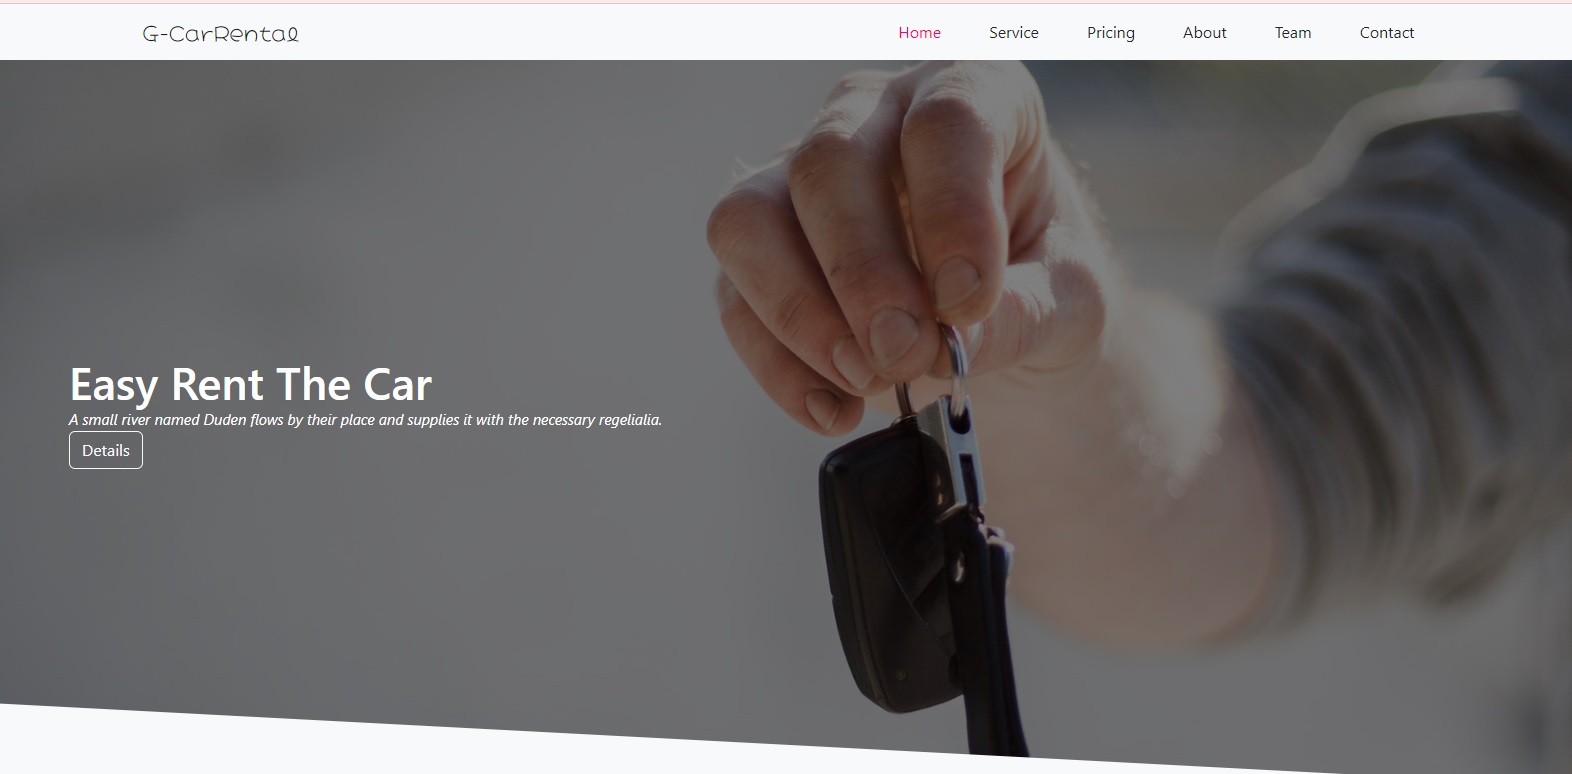 G-CarRental
Home Service Pricing About Team Contact
Easy Rent The Car
A small river named Duden flows by their place and supplies it with the necessary regelialia.
Details